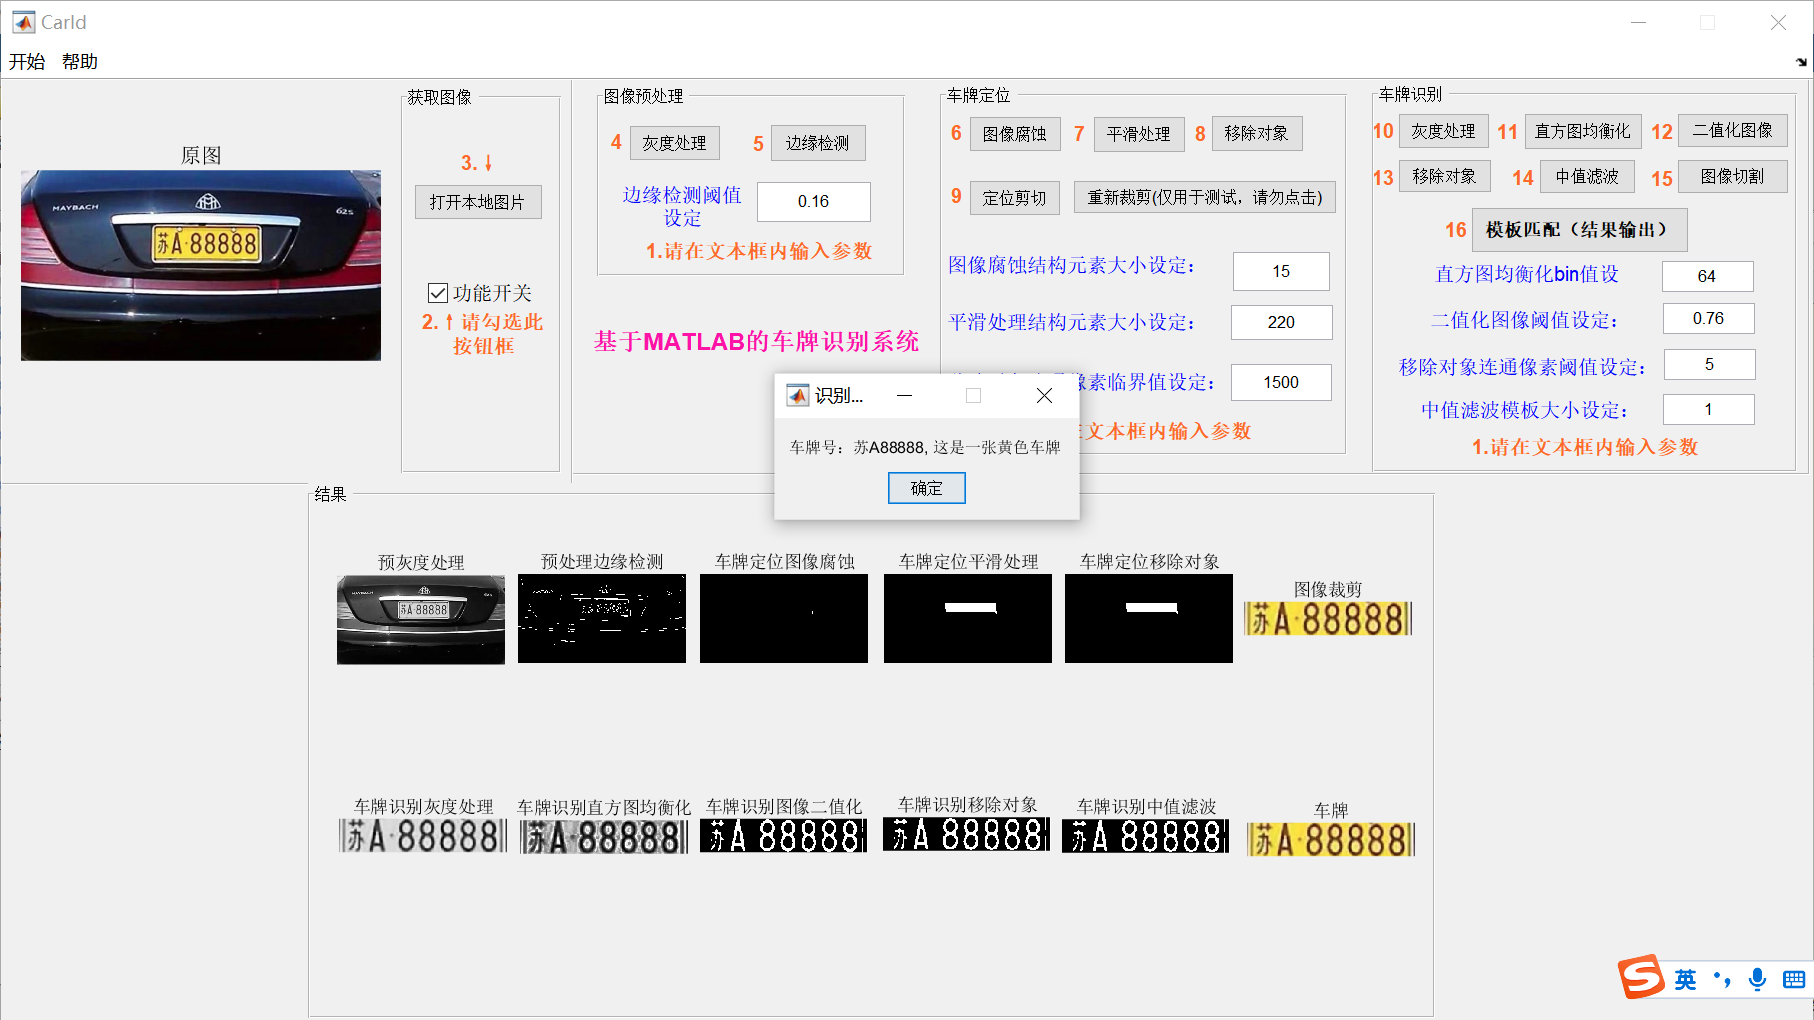 CarId
开始 帮助
原图
MAYBACH
62S
苏A·88888
获取图像
3.↓
打开本地图片
功能开关
2.↑请勾选此
按钮框
图像预处理
4 灰度处理 5 边缘检测
边缘检测阈值
设定
0.16
1.请在文本框内输入参数
基于MATLAB的车牌识别系统
车牌定位
6 图像腐蚀 7 平滑处理 8 移除对象
9 定位剪切 重新裁剪(仅用于测试，请勿点击)
图像腐蚀结构元素大小设定： 15
平滑处理结构元素大小设定： 220
素临界值设定： 1500
文本框内输入参数
车牌识别
10 灰度处理 11 直方图均衡化 12 二值化图像
13 移除对象 14 中值滤波 15 图像切割
16 模板匹配（结果输出）
直方图均衡化bin值设 64
二值化图像阈值设定： 0.76
移除对象连通像素阈值设定： 5
中值滤波模板大小设定： 1
1.请在文本框内输入参数
识别...
车牌号：苏A88888, 这是一张黄色车牌
确定
结果
预灰度处理
苏A·88888
预处理边缘检测
车牌定位图像腐蚀
车牌定位平滑处理
车牌定位移除对象
图像裁剪
苏A·88888
车牌识别灰度处理
苏A·88888
车牌识别直方图均衡化
苏A·88888
车牌识别图像二值化
苏A 88888
车牌识别移除对象
苏A 88888
车牌识别中值滤波
苏A 88888
车牌
苏A·88888
S 英